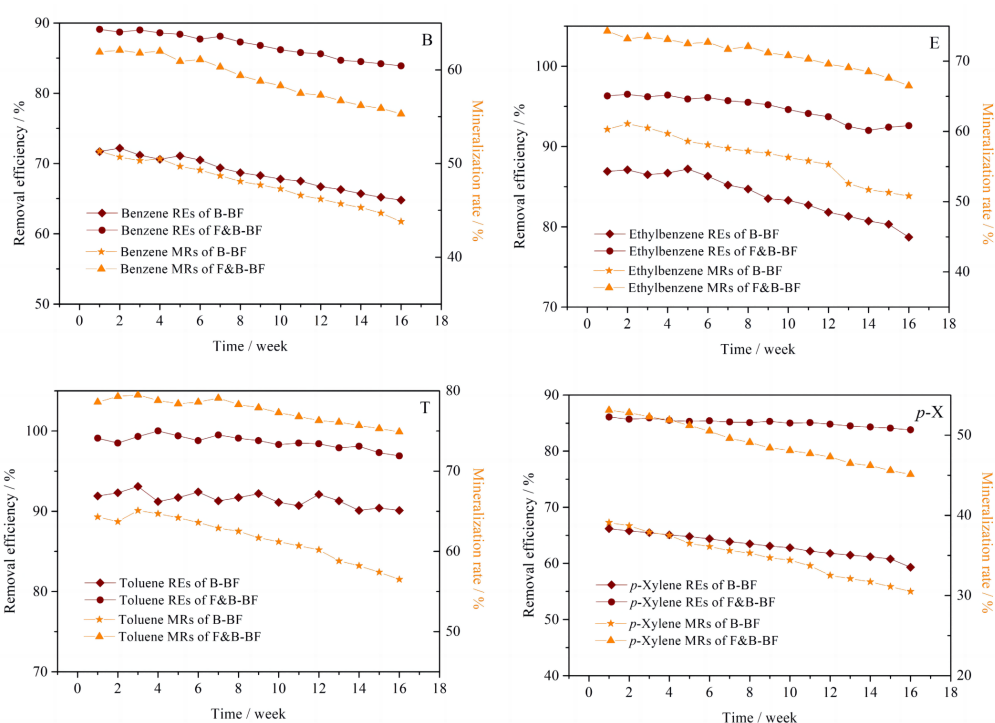 B
90
85
80
75
70
65
60
55
50
60
50
40
Removal efficiency / %
Mineralization rate / %
Benzene REs of B-BF
Benzene REs of F&B-BF
Benzene MRs of B-BF
Benzene MRs of F&B-BF
0 2 4 6 8 10 12 14 16 18
Time / week
E
100
90
80
70
70
60
50
40
Removal efficiency / %
Mineralization rate / %
Ethylbenzene REs of B-BF
Ethylbenzene REs of F&B-BF
Ethylbenzene MRs of B-BF
Ethylbenzene MRs of F&B-BF
0 2 4 6 8 10 12 14 16 18
Time / week
T
100
90
80
70
80
70
60
50
Removal efficiency / %
Mineralization rate / %
Toluene REs of B-BF
Toluene REs of F&B-BF
Toluene MRs of B-BF
Toluene MRs of F&B-BF
0 2 4 6 8 10 12 14 16 18
Time / week
p-X
90
80
70
60
50
40
50
40
30
20
Removal efficiency / %
Mineralization rate / %
p-Xylene REs of B-BF
p-Xylene REs of F&B-BF
p-Xylene MRs of B-BF
p-Xylene MRs of F&B-BF
0 2 4 6 8 10 12 14 16 18
Time / week